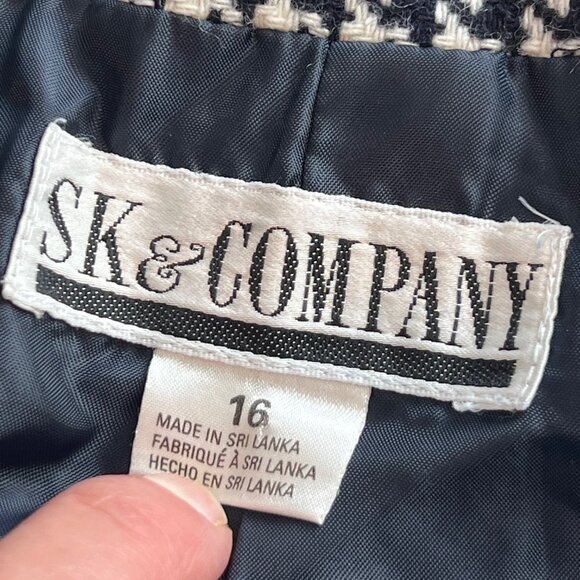 SK & COMPANY
16
MADE IN SRI LANKA
FABRIQUÉ À SRI LANKA
HECHO EN SRI LANKA